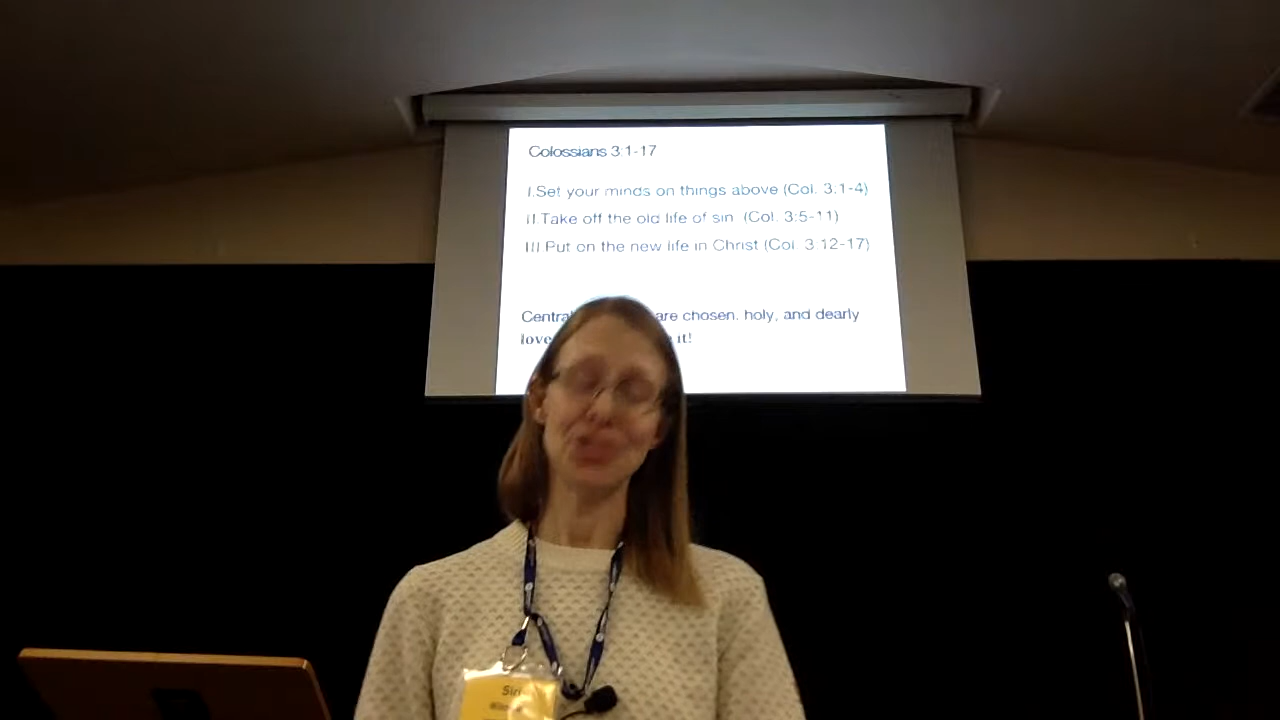 Colossians 3:1-17
I.Set your minds on things above (Col. 3:1-4)
II.Take off the old life of sin (Col. 3:5-11)
III.Put on the new life in Christ (Col. 3:12-17)
Central are chosen, holy, and dearly
love it!